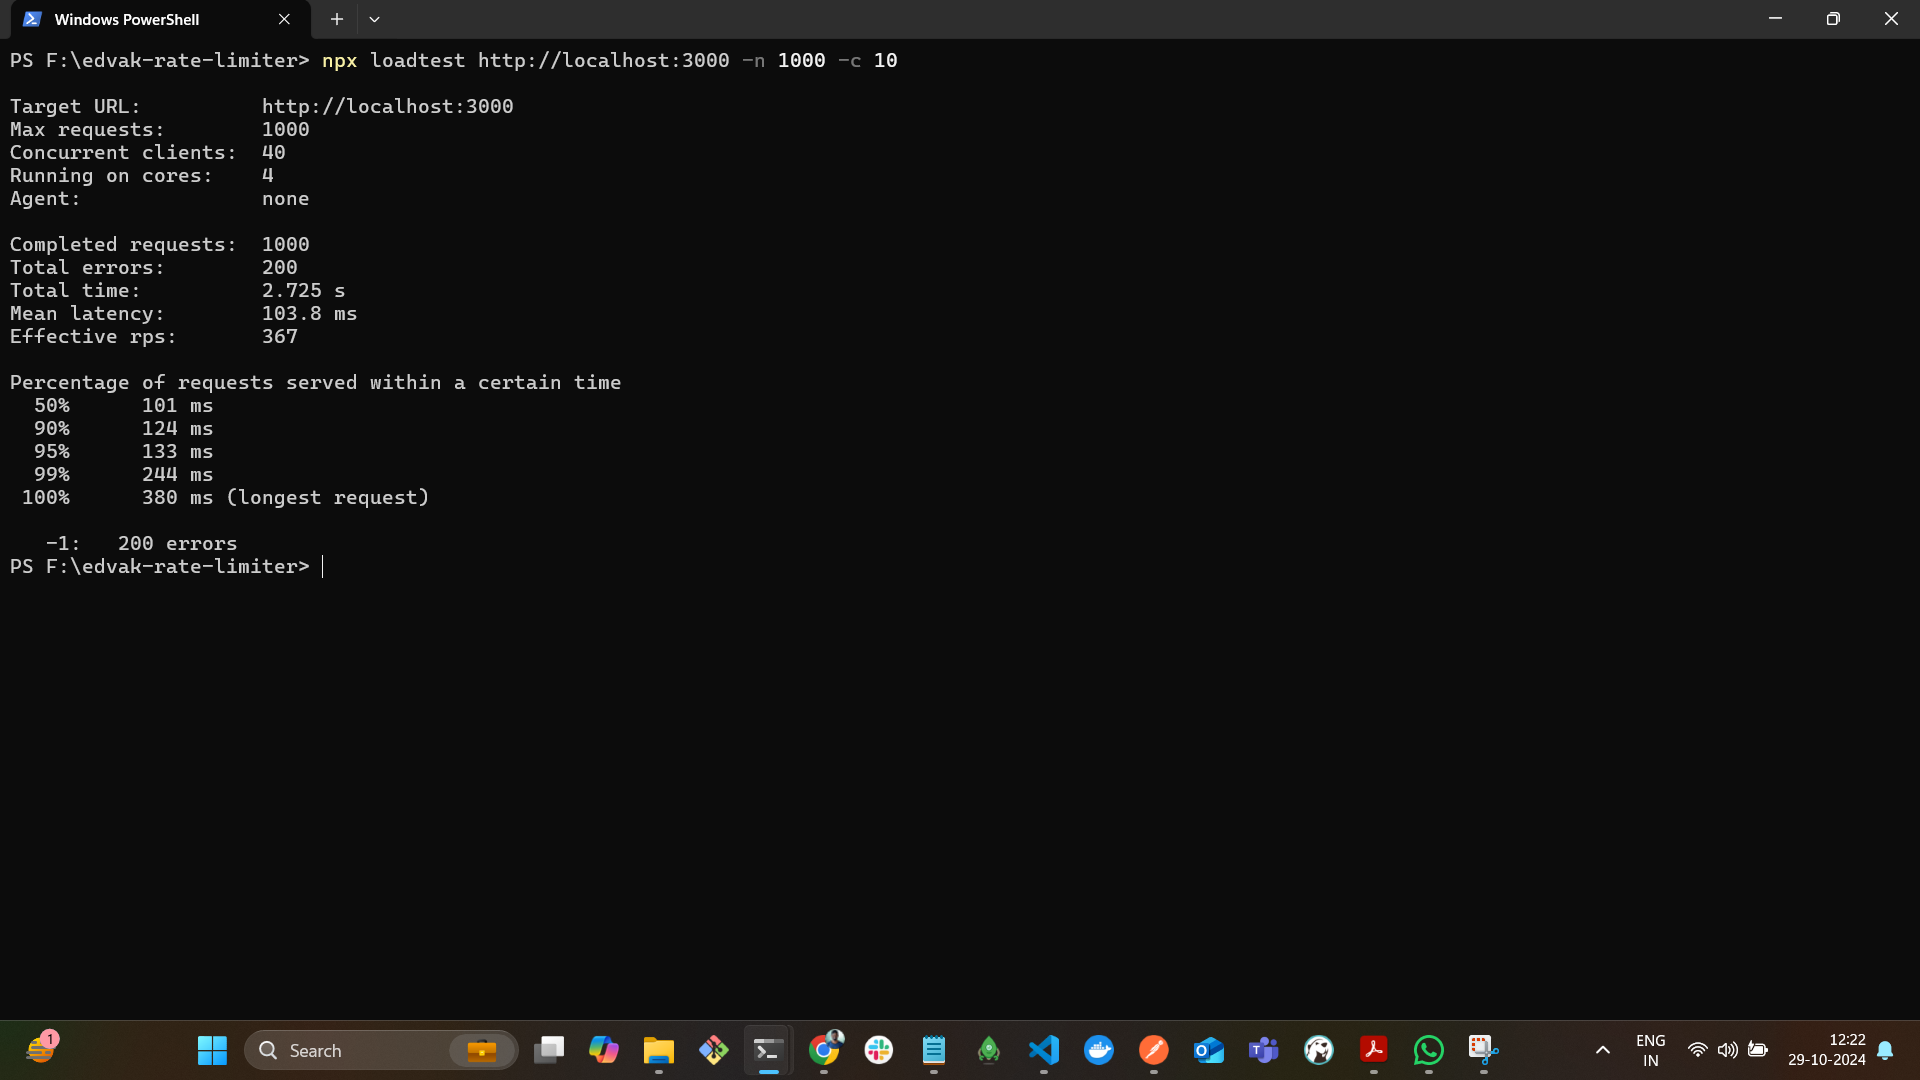 Windows PowerShell
PS F:\edvak-rate-limiter> npx loadtest http://localhost:3000 -n 1000 -c 10
Target URL: http://localhost:3000
Max requests: 1000
Concurrent clients: 40
Running on cores: 4
Agent: none
Completed requests: 1000
Total errors: 200
Total time: 2.725 s
Mean latency: 103.8 ms
Effective rps: 367
Percentage of requests served within a certain time
50% 101 ms
90% 124 ms
95% 133 ms
99% 244 ms
100% 380 ms (longest request)
-1: 200 errors
PS F:\edvak-rate-limiter>
1
Search
ENG
IN
12:22
29-10-2024